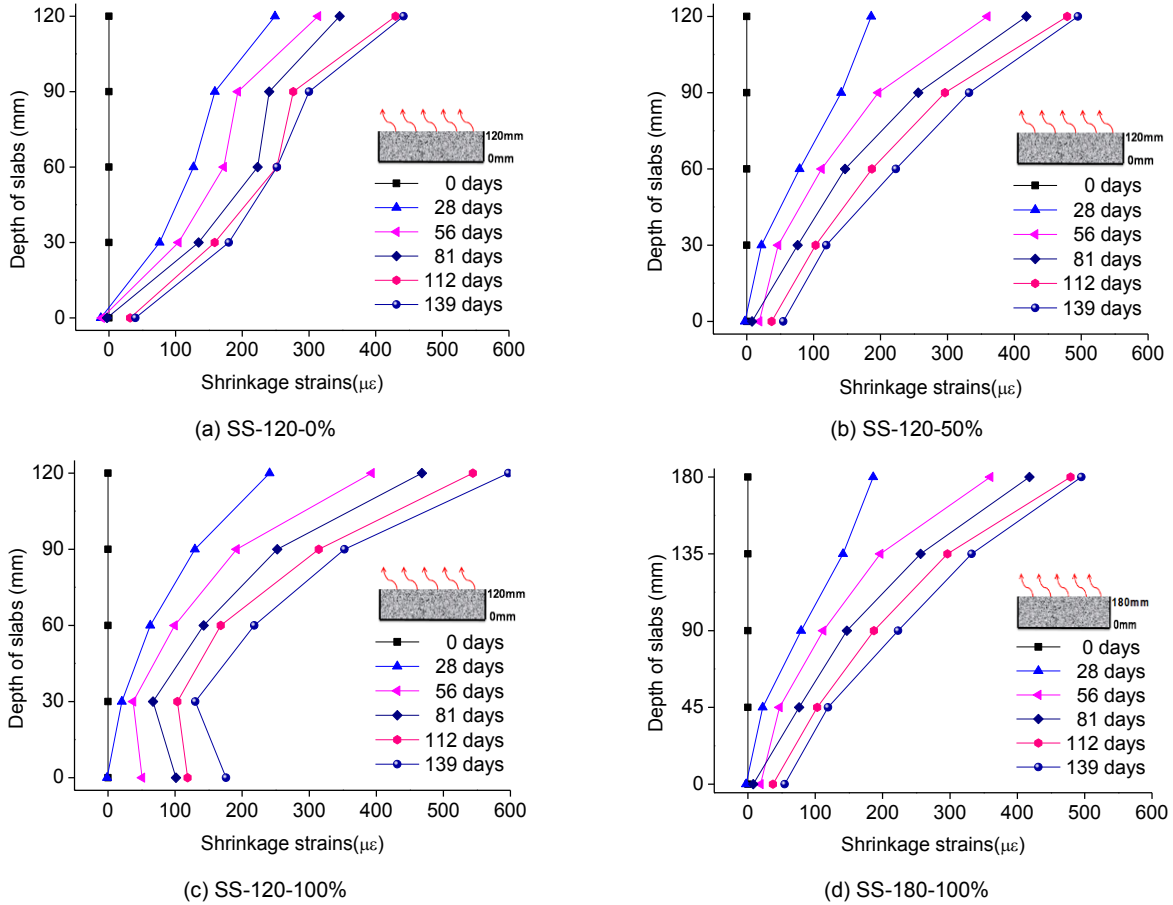 120
90
60
30
0
Depth of slabs (mm)
120mm
0mm
0 days
28 days
56 days
81 days
112 days
139 days
0 100 200 300 400 500 600
Shrinkage strains(με)
(a) SS-120-0%
120
90
60
30
0
Depth of slabs (mm)
120mm
0mm
0 days
28 days
56 days
81 days
112 days
139 days
0 100 200 300 400 500 600
Shrinkage strains(με)
(b) SS-120-50%
120
90
60
30
0
Depth of slabs (mm)
120mm
0mm
0 days
28 days
56 days
81 days
112 days
139 days
0 100 200 300 400 500 600
Shrinkage strains(με)
(c) SS-120-100%
180
135
90
45
0
Depth of slabs (mm)
180mm
0mm
0 days
28 days
56 days
81 days
112 days
139 days
0 100 200 300 400 500 600
Shrinkage strains(με)
(d) SS-180-100%